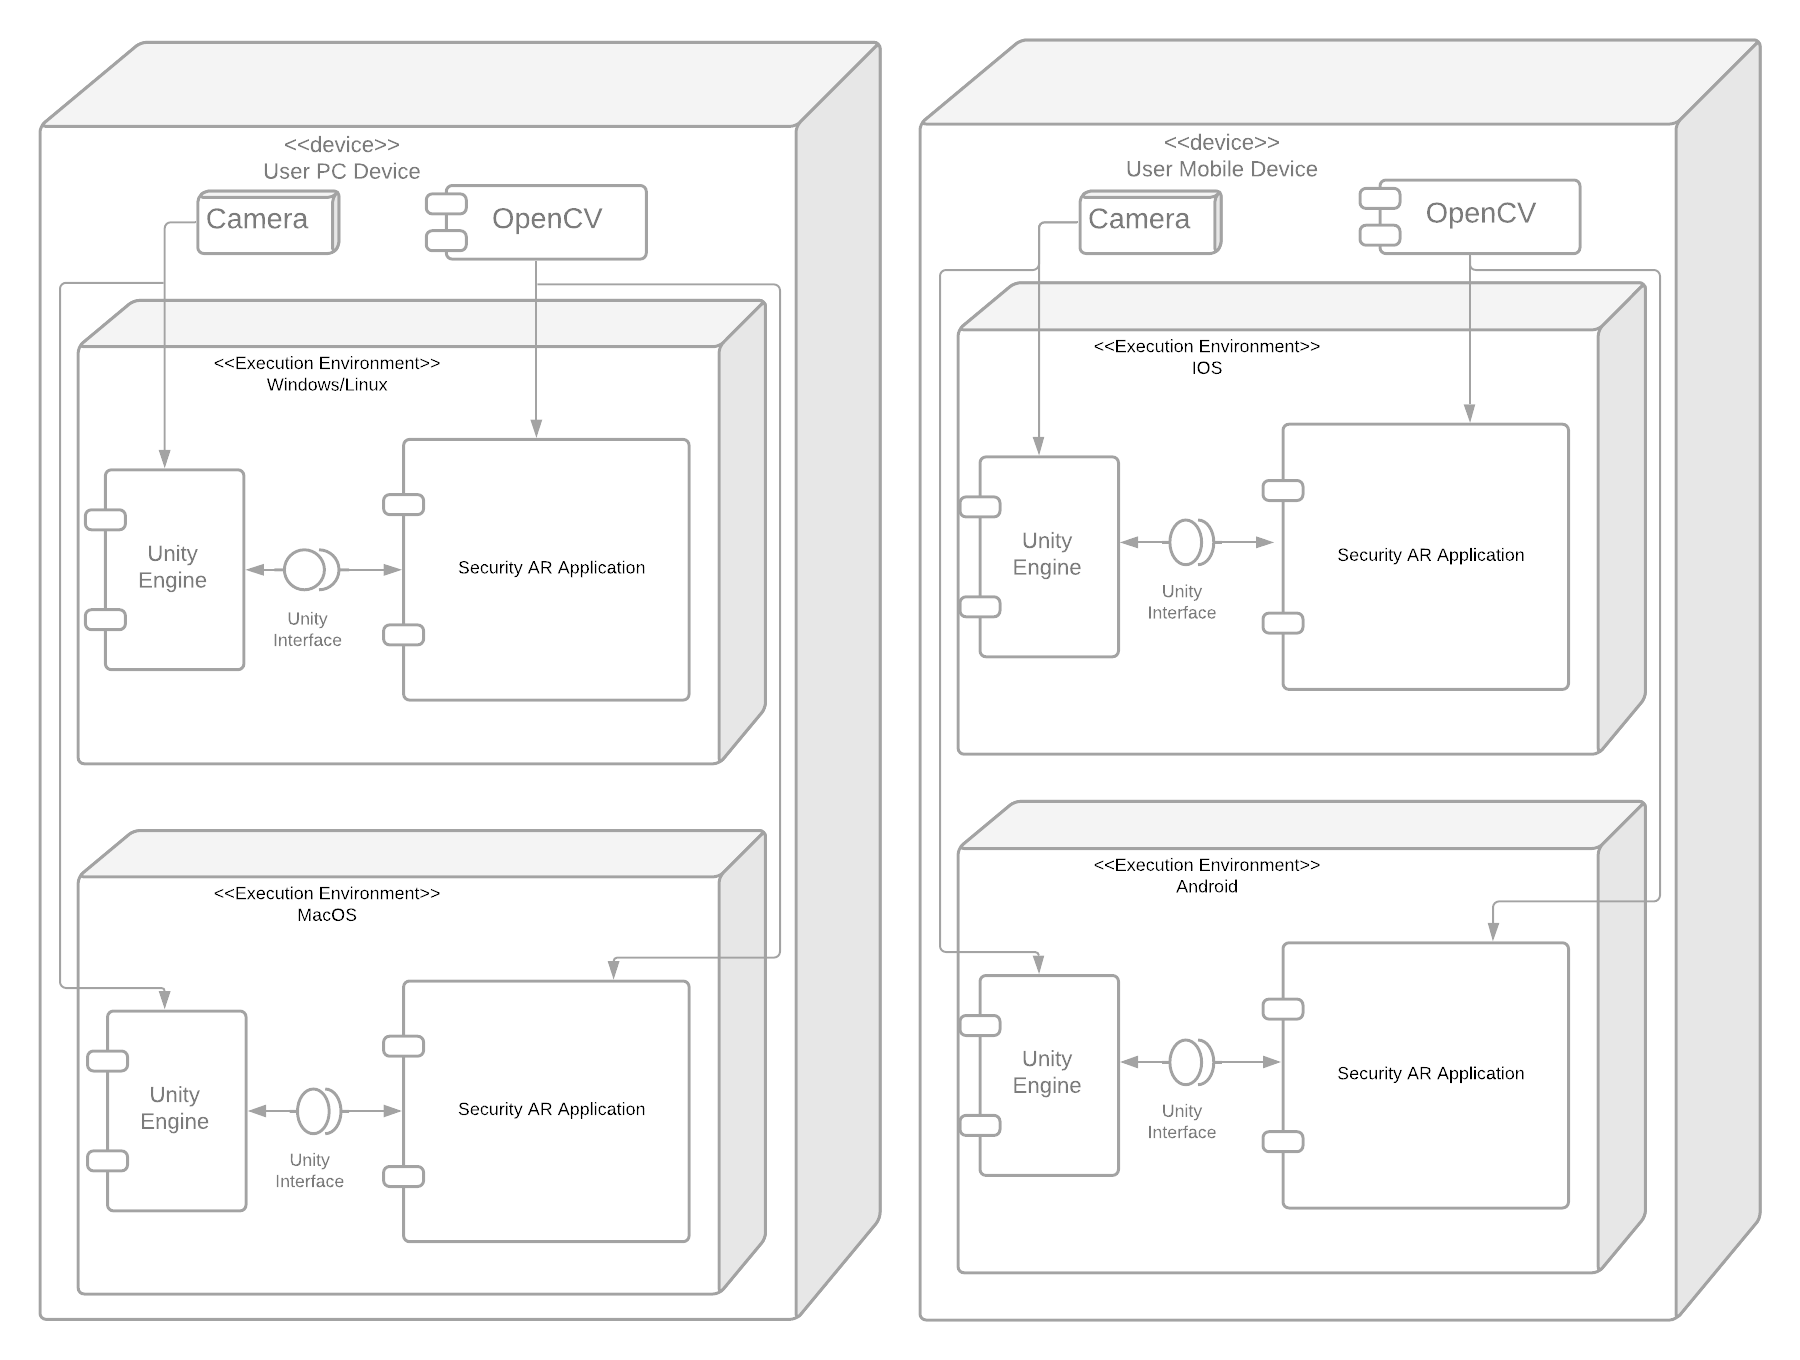 <<device>>
User PC Device
Camera
OpenCV
<<Execution Environment>>
Windows/Linux
Unity
Engine
Unity
Interface
Security AR Application
<<Execution Environment>>
MacOS
Unity
Engine
Unity
Interface
Security AR Application
<<device>>
User Mobile Device
Camera
OpenCV
<<Execution Environment>>
IOS
Unity
Engine
Unity
Interface
Security AR Application
<<Execution Environment>>
Android
Unity
Engine
Unity
Interface
Security AR Application